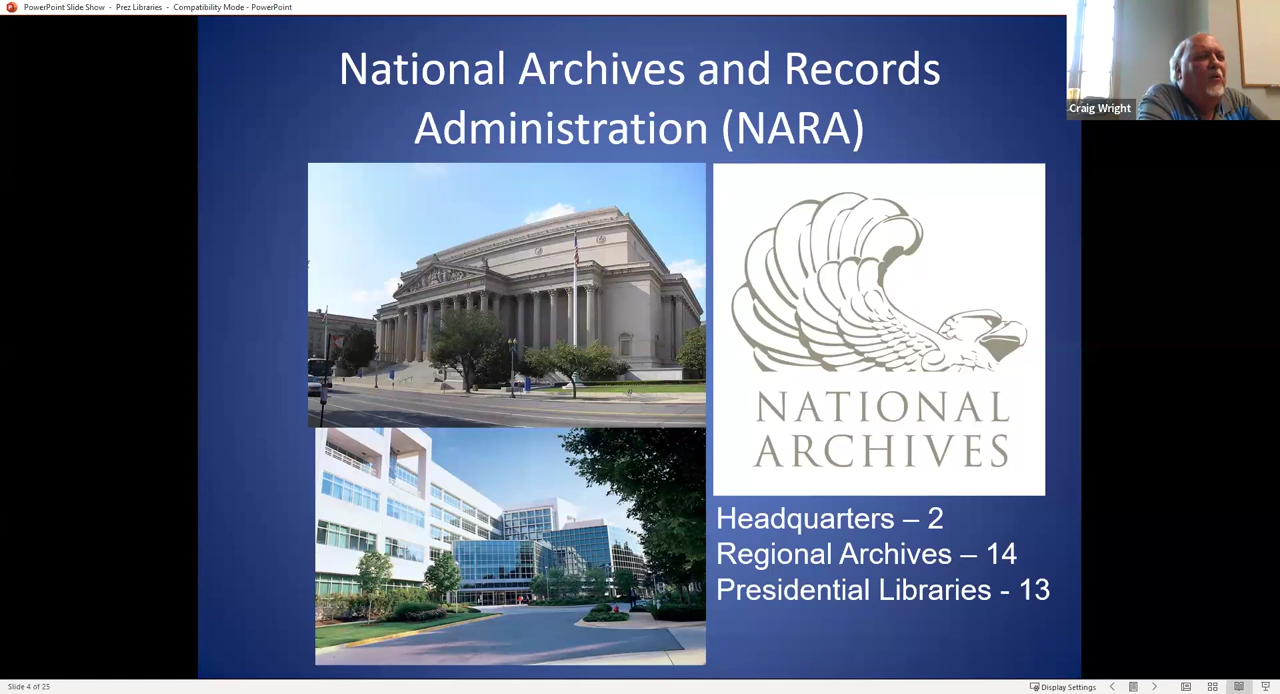 PowerPoint Slide Show - Prez Libraries - Compatibility Mode - PowerPoint
National Archives and Records
Administration (NARA)
Craig Wright
NATIONAL
ARCHIVES
Headquarters – 2
Regional Archives – 14
Presidential Libraries - 13
Slide 4 of 25
Display Settings